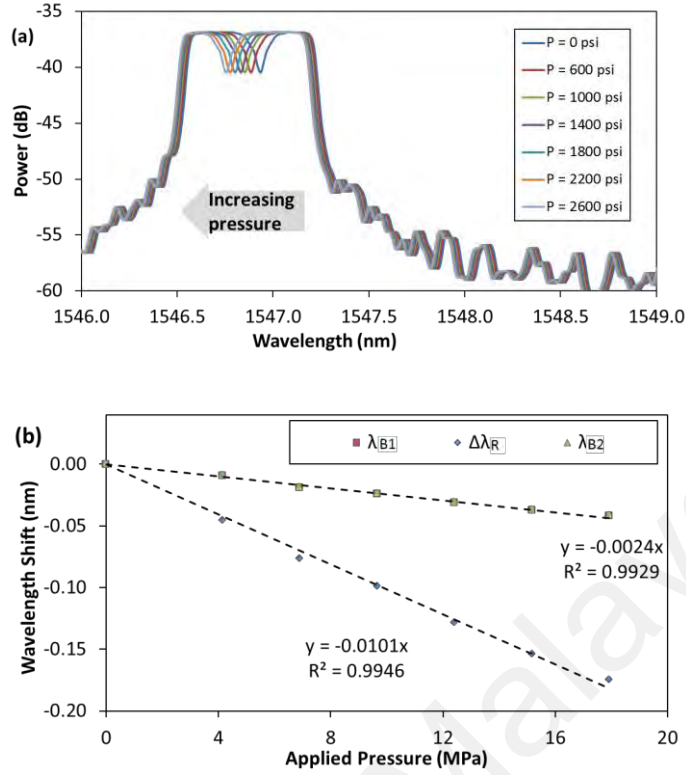 (a)
-35
-40
-45
-50
-55
-60
Power (dB)
P = 0 psi
P = 600 psi
P = 1000 psi
P = 1400 psi
P = 1800 psi
P = 2200 psi
P = 2600 psi
Increasing
pressure
1546.0 1546.5 1547.0 1547.5 1548.0 1548.5 1549.0
Wavelength (nm)
(b)
λB1 ΔλR λB2
0.00
-0.05
-0.10
-0.15
-0.20
Wavelength Shift (nm)
y = -0.0024x
R² = 0.9929
y = -0.0101x
R² = 0.9946
0 4 8 12 16 20
Applied Pressure (MPa)
Malay